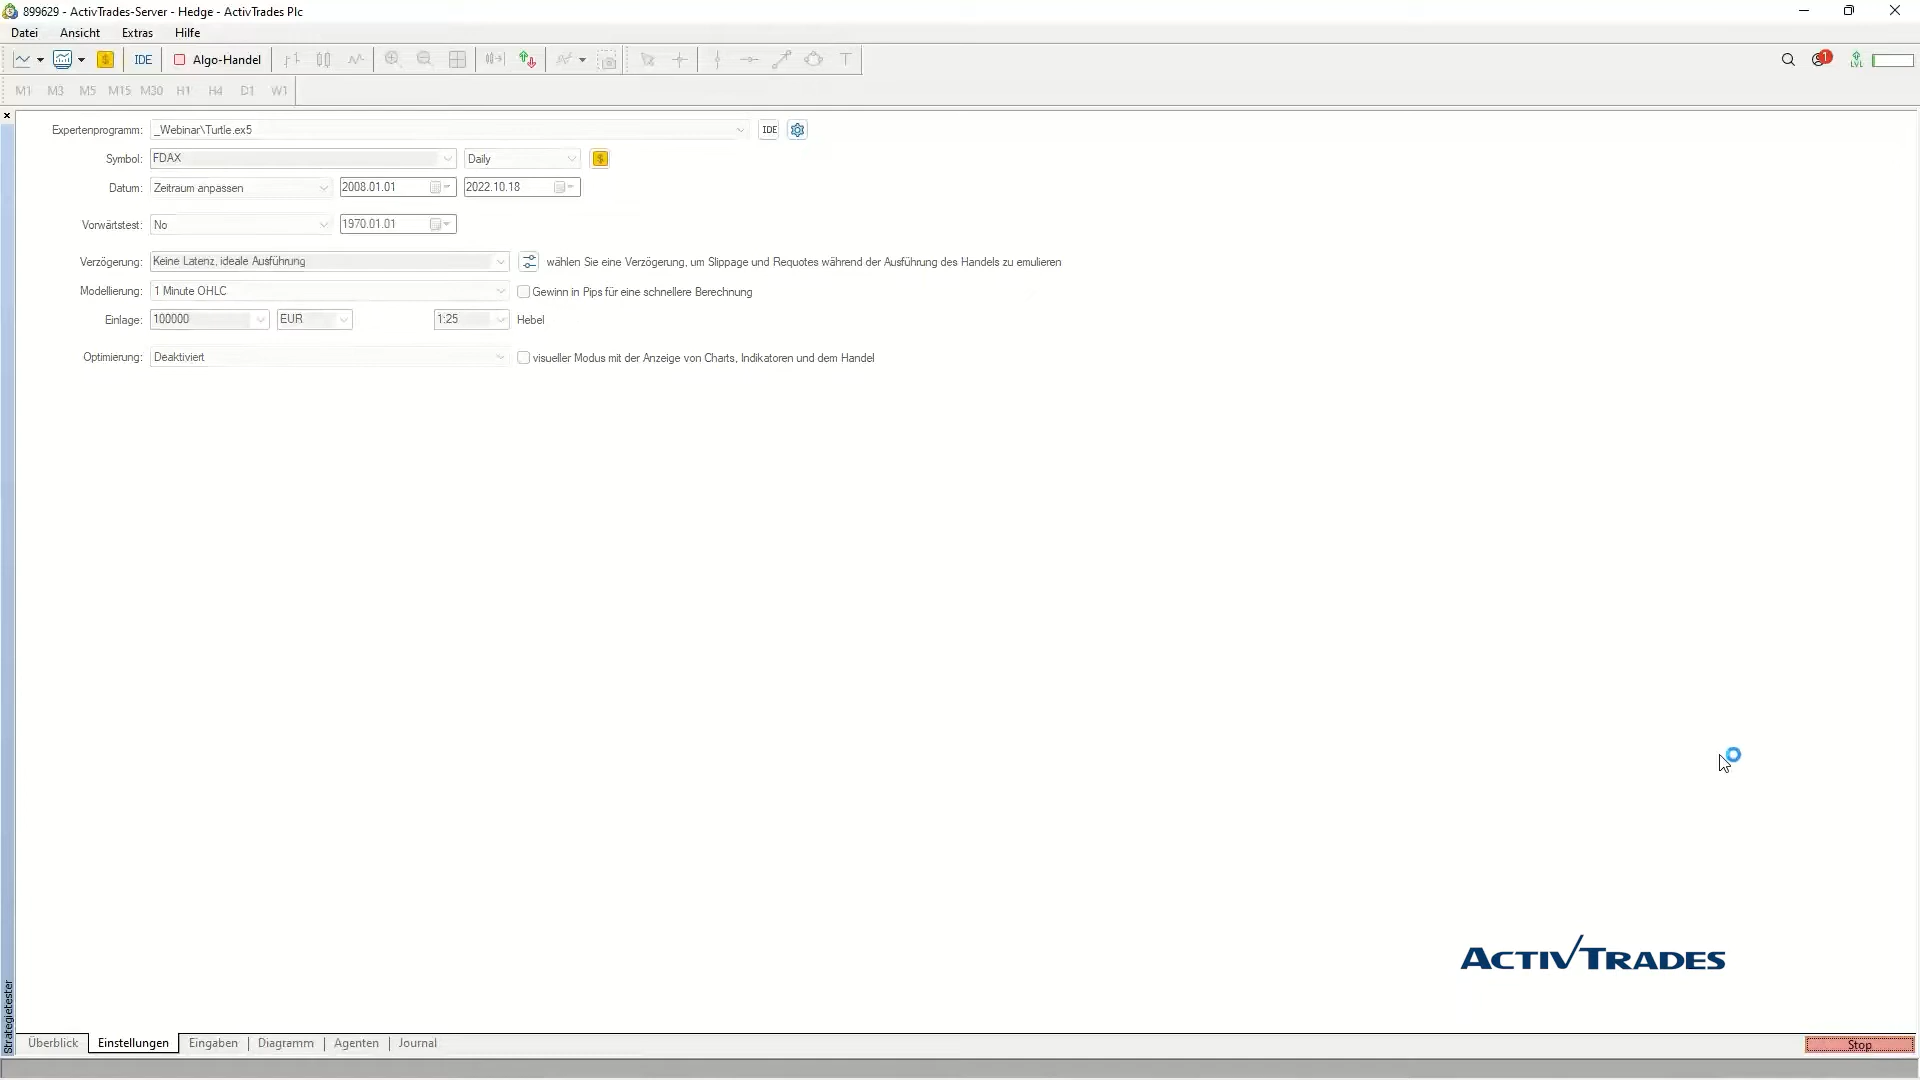 899629 - ActivTrades-Server - Hedge - ActivTrades Plc
Datei Ansicht Extras Hilfe
IDE Algo-Handel 1 LVL
M1 M3 M5 M15 M30 H1 H4 D1 W1
Expertenprogramm: _Webinar\Turtle.ex5 IDE
Symbol: FDAX Daily
Datum: Zeitraum anpassen 2008.01.01 2022.10.18
Vorwärtstest: No 1970.01.01
Verzögerung: Keine Latenz, ideale Ausführung wählen Sie eine Verzögerung, um Slippage und Requotes während der Ausführung des Handels zu emulieren
Modellierung: 1 Minute OHLC Gewinn in Pips für eine schnellere Berechnung
Einlage: 100000 EUR 1:25 Hebel
Optimierung: Deaktiviert visueller Modus mit der Anzeige von Charts, Indikatoren und dem Handel
ACTIVTRADES
Strategietester
Überblick Einstellungen Eingaben Diagramm Agenten Journal Stop